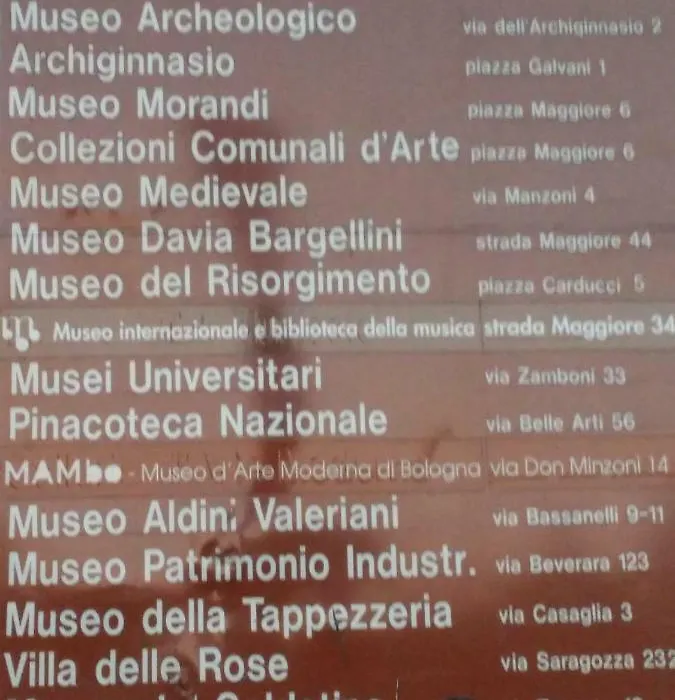 Museo Archeologico via dell'Archiginnasio 2
Archiginnasio piazza Galvani 1
Museo Morandi piazza Maggiore 6
Collezioni Comunali d'Arte piazza Maggiore 6
Museo Medievale via Manzoni 4
Museo Davia Bargellini strada Maggiore 44
Museo del Risorgimento piazza Carducci 5
Museo internazionale e biblioteca della musica strada Maggiore 34
Musei Universitari via Zamboni 33
Pinacoteca Nazionale via Belle Arti 56
MAMbo - Museo d'Arte Moderna di Bologna via Don Minzoni 14
Museo Aldini Valeriani via Bassanelli 9-11
Museo Patrimonio Industr. via Beverara 123
Museo della Tappezzeria via Casaglia 3
Villa delle Rose via Saragozza 232